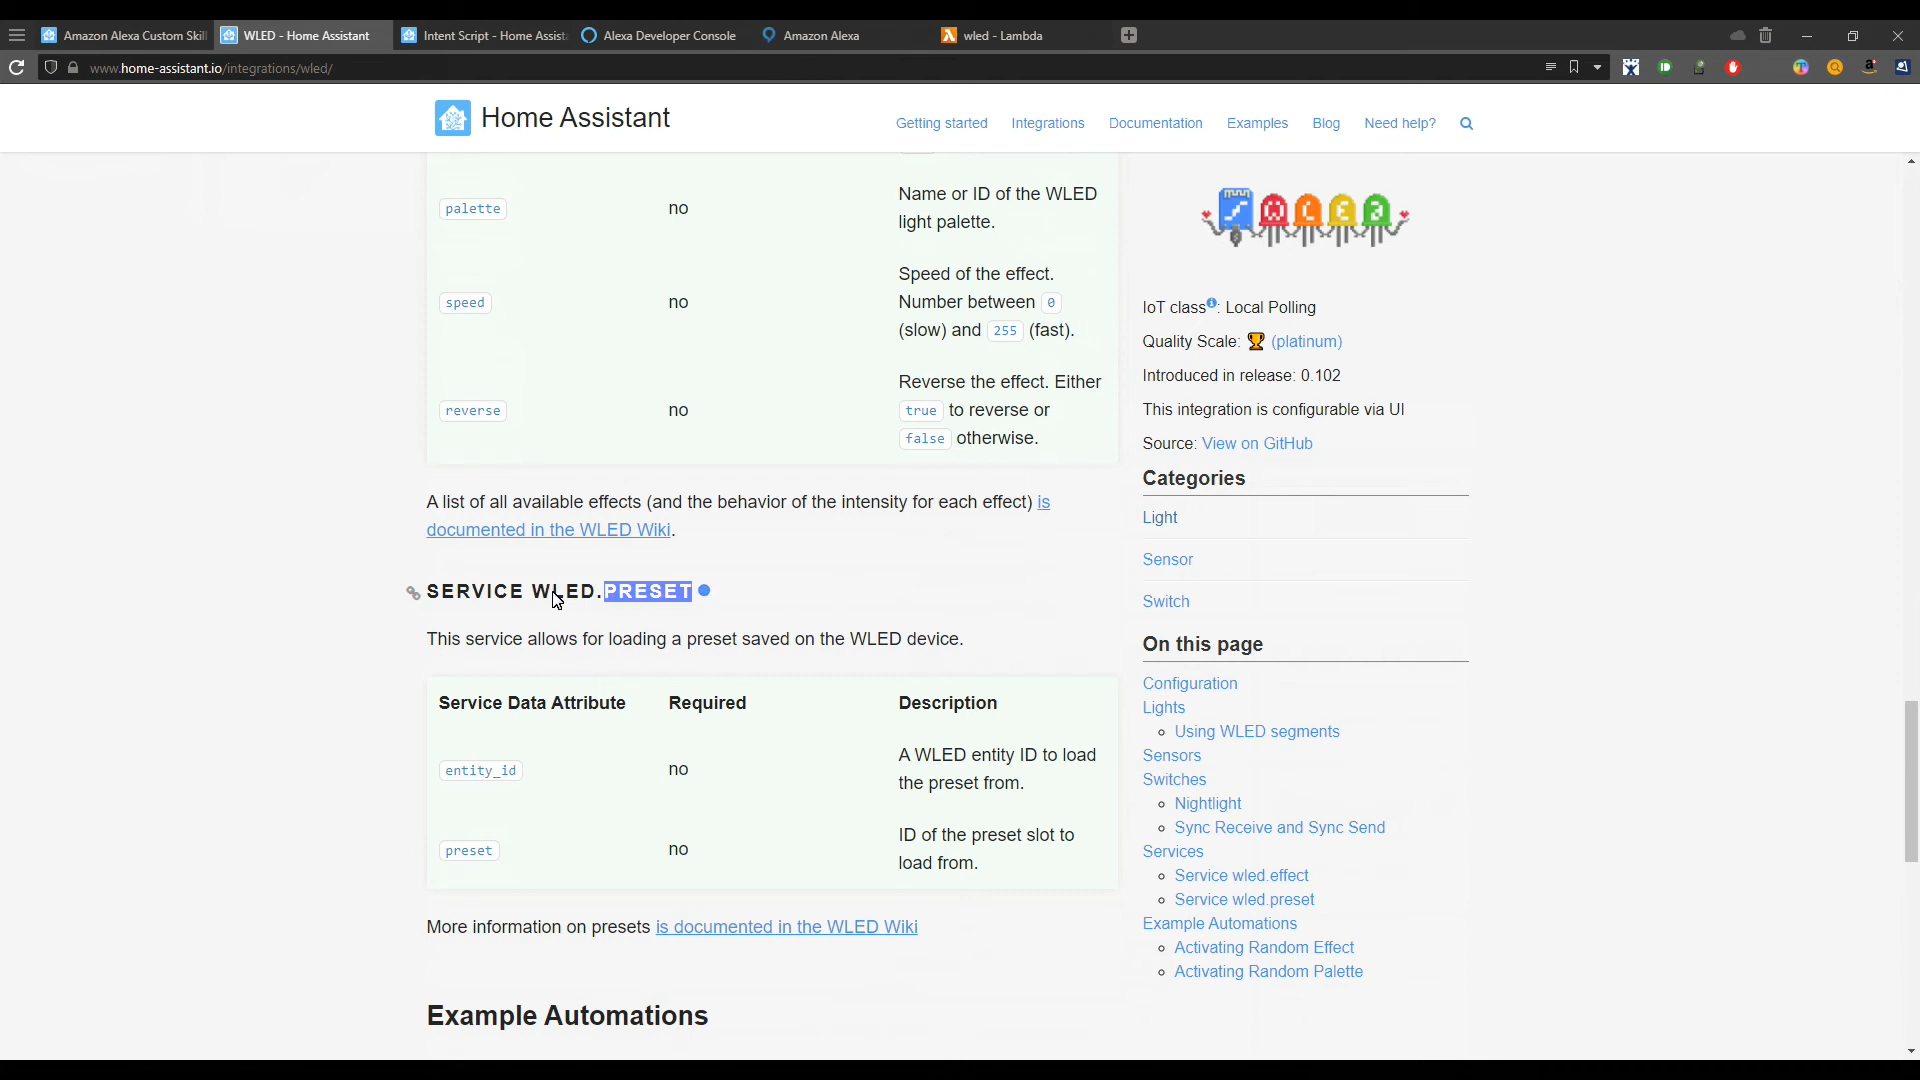 Amazon Alexa Custom Skil
WLED - Home Assistant
Intent Script - Home Assista
Alexa Developer Console
Amazon Alexa
wled - Lambda
www.home-assistant.io/integrations/wled/
Home Assistant
Getting started
Integrations
Documentation
Examples
Blog
Need help?
palette
no
Name or ID of the WLED
light palette.
speed
no
Speed of the effect.
Number between 0
(slow) and 255 (fast).
reverse
no
Reverse the effect. Either
true to reverse or
false otherwise.
A list of all available effects (and the behavior of the intensity for each effect) is
documented in the WLED Wiki.
SERVICE WLED.PRESET
This service allows for loading a preset saved on the WLED device.
Service Data Attribute
Required
Description
entity_id
no
A WLED entity ID to load
the preset from.
preset
no
ID of the preset slot to
load from.
More information on presets is documented in the WLED Wiki
Example Automations
WLED
IoT class: Local Polling
Quality Scale: (platinum)
Introduced in release: 0.102
This integration is configurable via UI
Source: View on GitHub
Categories
Light
Sensor
Switch
On this page
Configuration
Lights
Using WLED segments
Sensors
Switches
Nightlight
Sync Receive and Sync Send
Services
Service wled.effect
Service wled.preset
Example Automations
Activating Random Effect
Activating Random Palette